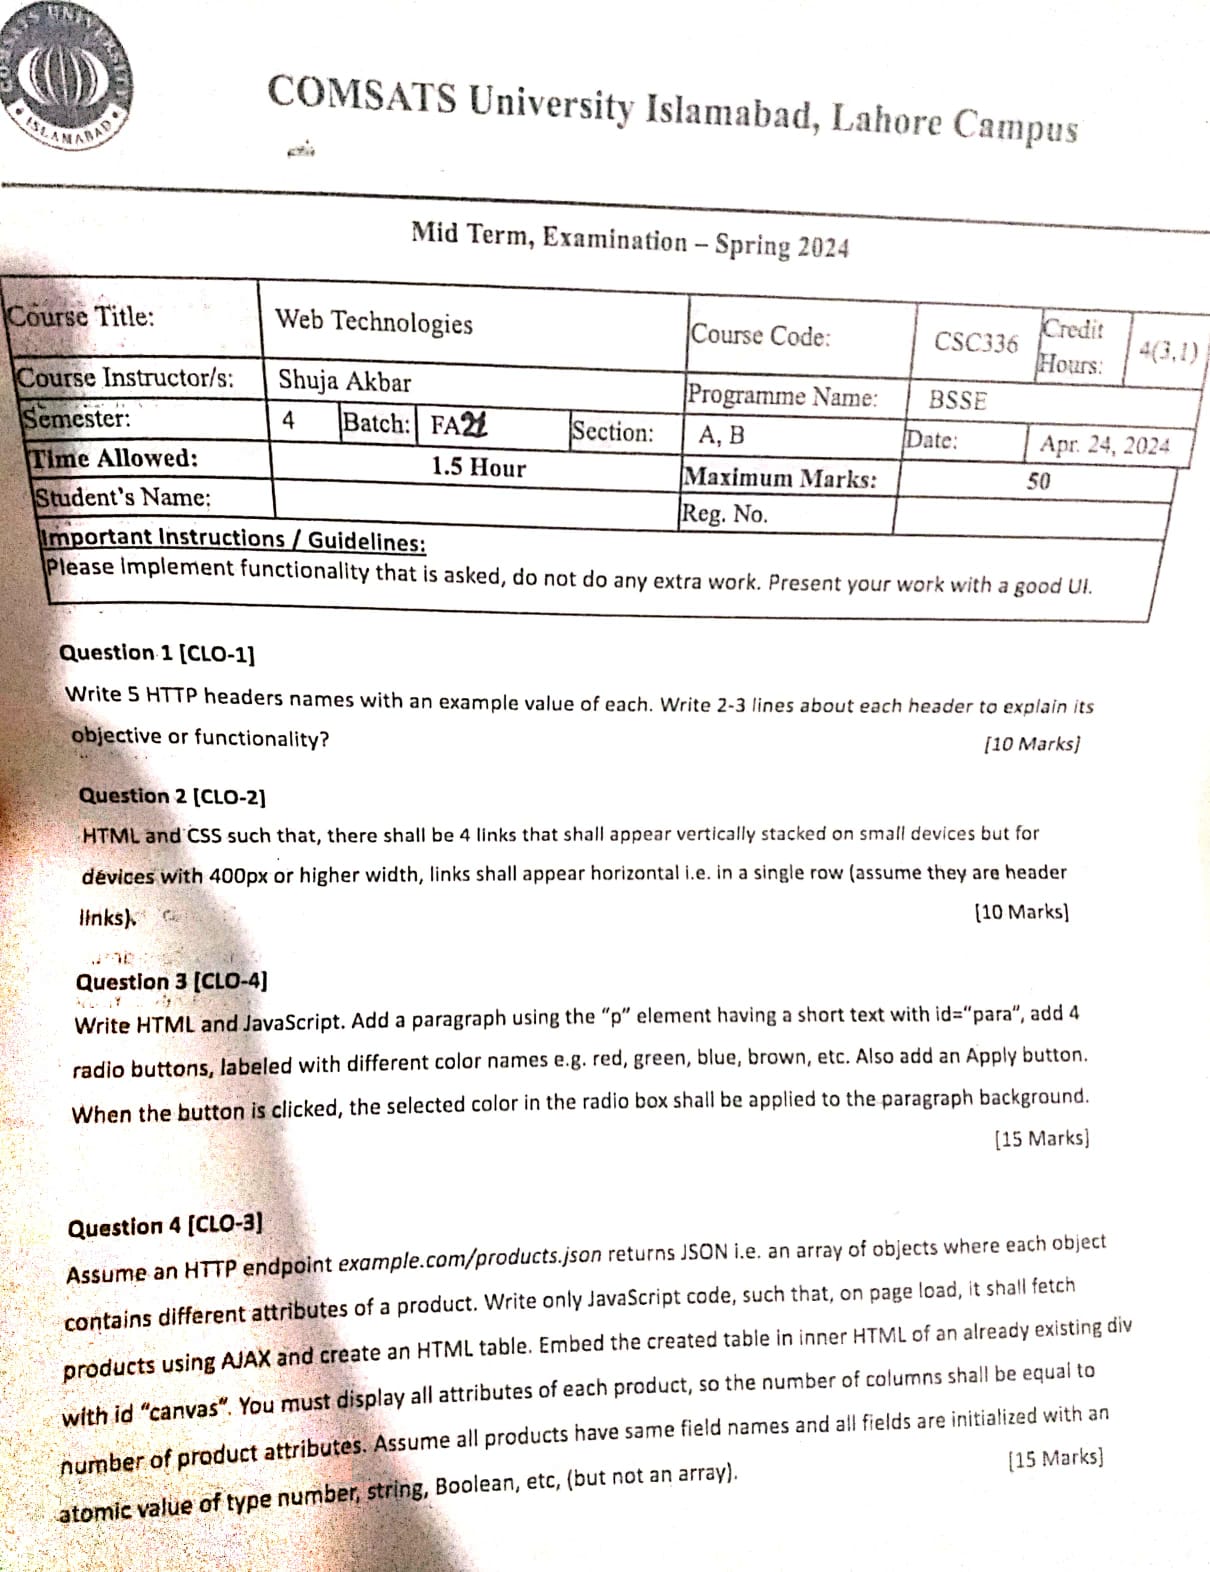 COMSATS UNIVERSITY
ISLAMABAD
COMSATS University Islamabad, Lahore Campus
Mid Term, Examination – Spring 2024
Course Title: Web Technologies Course Code: CSC336 Credit Hours: 4(3,1)
Course Instructor/s: Shuja Akbar Programme Name: BSSE
Semester: 4 Batch: FA21 Section: A, B Date: Apr. 24, 2024
Time Allowed: 1.5 Hour Maximum Marks: 50
Student's Name: Reg. No.
Important Instructions / Guidelines:
Please implement functionality that is asked, do not do any extra work. Present your work with a good UI.
Question 1 [CLO-1]
Write 5 HTTP headers names with an example value of each. Write 2-3 lines about each header to explain its
objective or functionality? [10 Marks]
Question 2 [CLO-2]
HTML and CSS such that, there shall be 4 links that shall appear vertically stacked on small devices but for
devices with 400px or higher width, links shall appear horizontal i.e. in a single row (assume they are header
links). [10 Marks]
Question 3 [CLO-4]
Write HTML and JavaScript. Add a paragraph using the "p" element having a short text with id="para", add 4
radio buttons, labeled with different color names e.g. red, green, blue, brown, etc. Also add an Apply button.
When the button is clicked, the selected color in the radio box shall be applied to the paragraph background.
[15 Marks]
Question 4 [CLO-3]
Assume an HTTP endpoint example.com/products.json returns JSON i.e. an array of objects where each object
contains different attributes of a product. Write only JavaScript code, such that, on page load, it shall fetch
products using AJAX and create an HTML table. Embed the created table in inner HTML of an already existing div
with id "canvas". You must display all attributes of each product, so the number of columns shall be equal to
number of product attributes. Assume all products have same field names and all fields are initialized with an
atomic value of type number, string, Boolean, etc, (but not an array). [15 Marks]